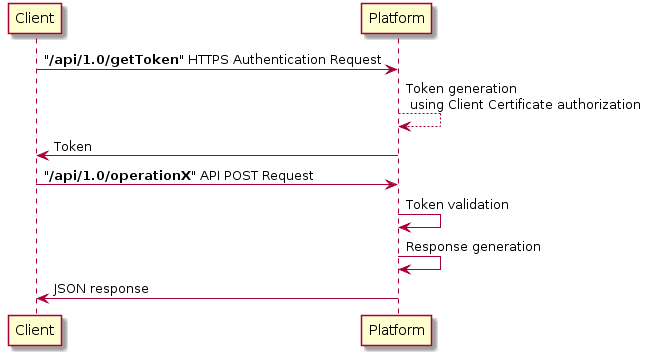 Client
Platform
"/api/1.0/getToken" HTTPS Authentication Request
Token generation
using Client Certificate authorization
Token
"/api/1.0/operationX" API POST Request
Token validation
Response generation
JSON response
Client
Platform